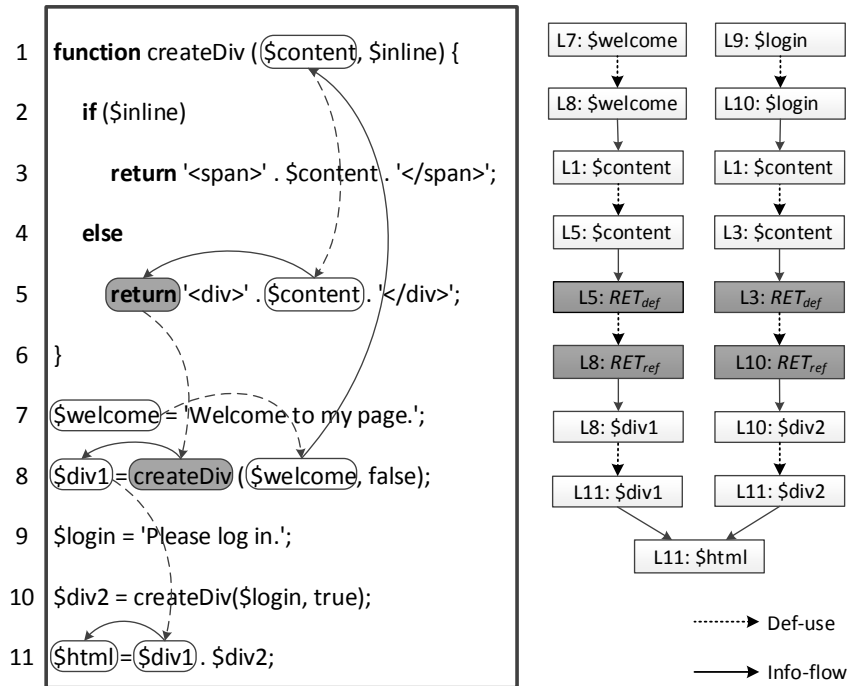 1 function createDiv ($content, $inline) {
2 if ($inline)
3 return '<span>' . $content . '</span>';
4 else
5 return '<div>' . $content . '</div>';
6 }
7 $welcome = 'Welcome to my page.';
8 $div1 = createDiv ($welcome, false);
9 $login = 'Please log in.';
10 $div2 = createDiv($login, true);
11 $html = $div1 . $div2;
L7: $welcome
L9: $login
L8: $welcome
L10: $login
L1: $content
L1: $content
L5: $content
L3: $content
L5: RETdef
L3: RETdef
L8: RETref
L10: RETref
L8: $div1
L10: $div2
L11: $div1
L11: $div2
L11: $html
Def-use
Info-flow